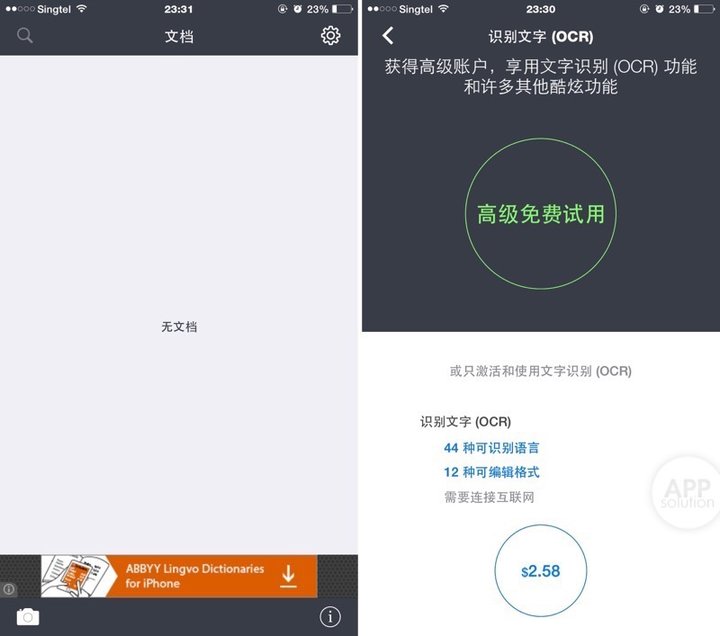 Singtel 23:31 23%
文档
无文档
ABBYY Lingvo Dictionaries
for iPhone
Singtel 23:30 23%
识别文字 (OCR)
获得高级账户，享用文字识别 (OCR) 功能
和许多其他酷炫功能
高级免费试用
或只激活和使用文字识别 (OCR)
识别文字 (OCR)
44 种可识别语言
12 种可编辑格式
需要连接互联网
$2.58
APP
solution